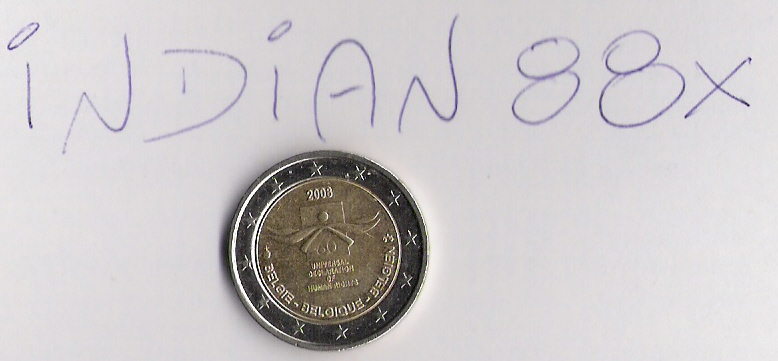 INDIAN 88x
2008
60
UNIVERSAL
DECLARATION
OF
HUMAN RIGHTS
BELGIE - BELGIQUE - BELGIEN